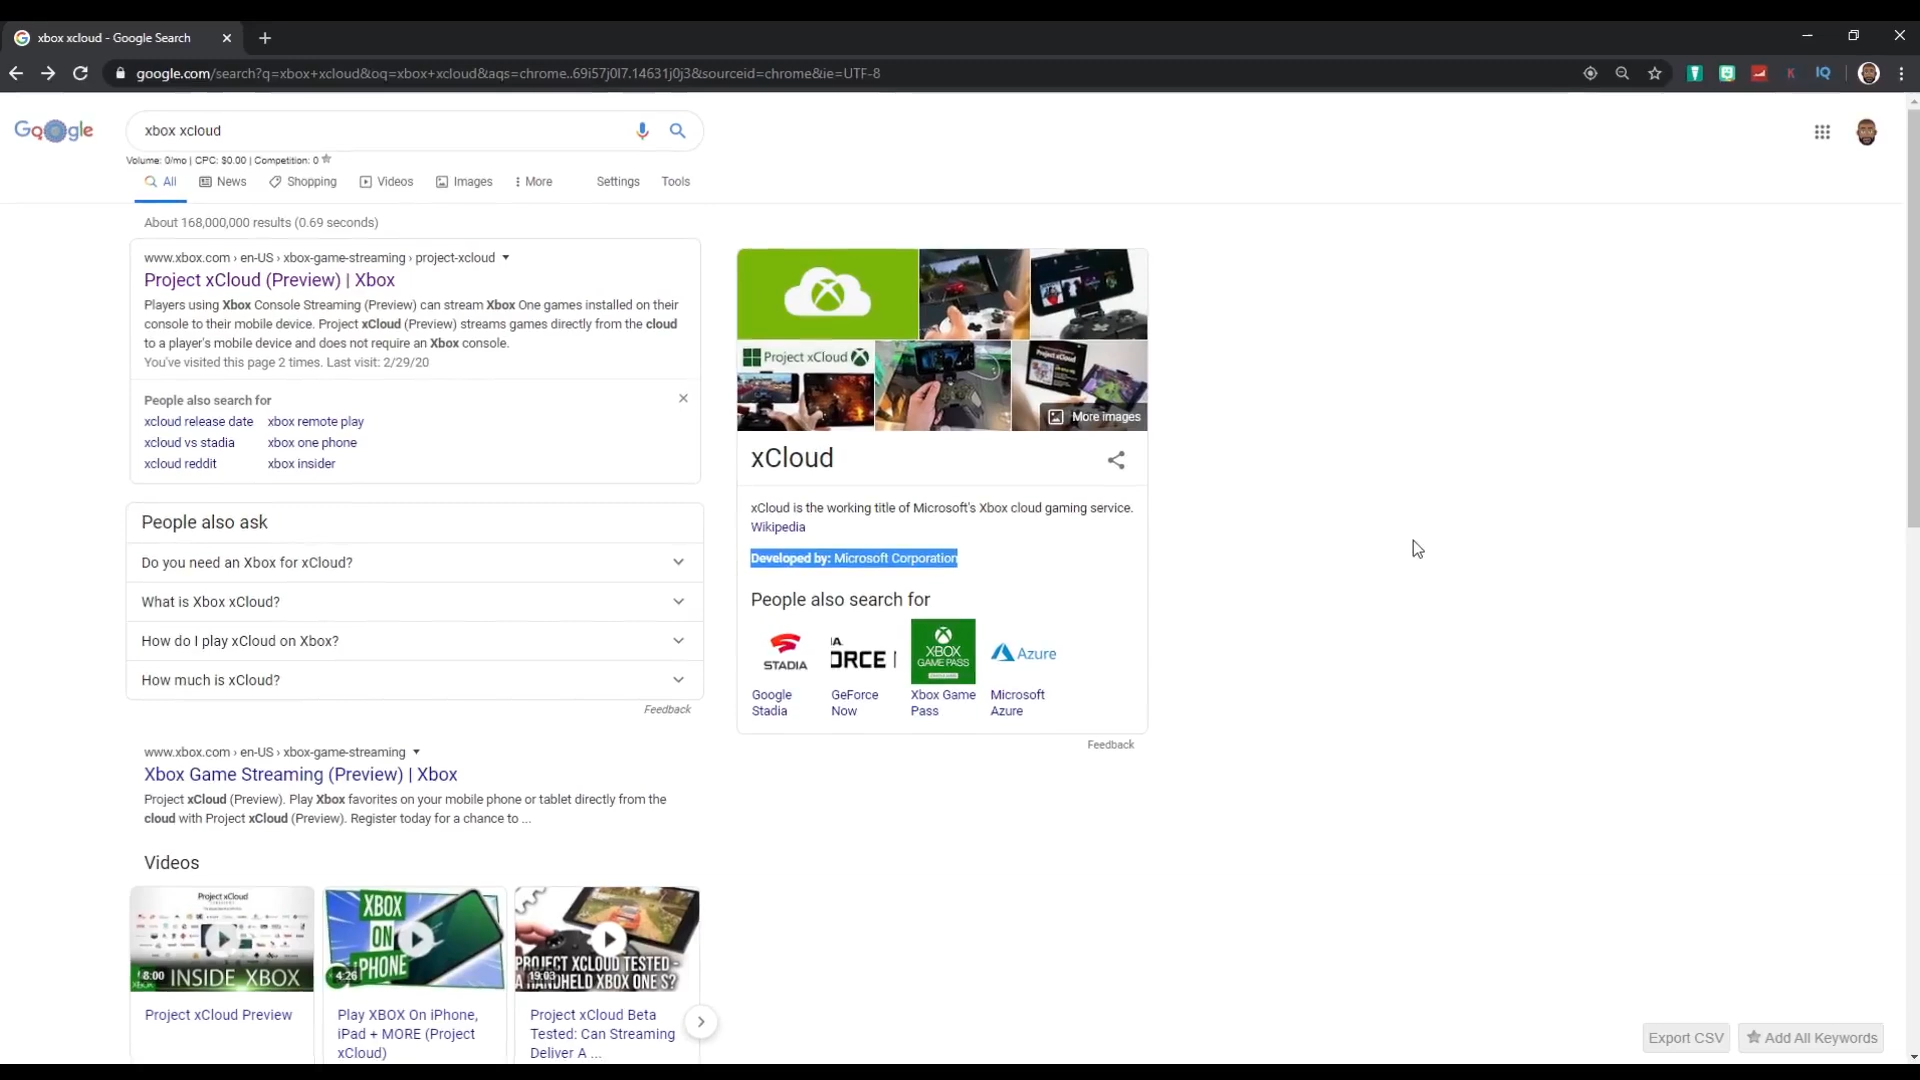 xbox xcloud - Google Search
google.com/search?q=xbox+xcloud&oq=xbox+xcloud&aqs=chrome..69i57j0l7.14631j0j3&sourceid=chrome&ie=UTF-8
IQ
Google
xbox xcloud
Volume: 0/mo | CPC: $0.00 | Competition: 0
All News Shopping Videos Images More Settings Tools
About 168,000,000 results (0.69 seconds)
www.xbox.com › en-US › xbox-game-streaming › project-xcloud
Project xCloud (Preview) | Xbox
Players using Xbox Console Streaming (Preview) can stream Xbox One games installed on their
console to their mobile device. Project xCloud (Preview) streams games directly from the cloud
to a player's mobile device and does not require an Xbox console.
You've visited this page 2 times. Last visit: 2/29/20
People also search for
xcloud release date xbox remote play
xcloud vs stadia xbox one phone
xcloud reddit xbox insider
People also ask
Do you need an Xbox for xCloud?
What is Xbox xCloud?
How do I play xCloud on Xbox?
How much is xCloud?
Feedback
www.xbox.com › en-US › xbox-game-streaming
Xbox Game Streaming (Preview) | Xbox
Project xCloud (Preview). Play Xbox favorites on your mobile phone or tablet directly from the
cloud with Project xCloud (Preview). Register today for a chance to ...
Videos
Project xCloud
8:00 INSIDE XBOX
XBOX
ON
PHONE
4:26
PROJECT XCLOUD TESTED -
A HANDHELD XBOX ONE S?
19:03
Project xCloud Preview
Play XBOX On iPhone,
iPad + MORE (Project
xCloud)
Project xCloud Beta
Tested: Can Streaming
Deliver A ...
Project xCloud
Project xCloud
More images
xCloud
xCloud is the working title of Microsoft's Xbox cloud gaming service.
Wikipedia
Developed by: Microsoft Corporation
People also search for
STADIA
ORCE
XBOX
GAME PASS
Azure
Google
Stadia
GeForce
Now
Xbox Game
Pass
Microsoft
Azure
Feedback
Export CSV
Add All Keywords